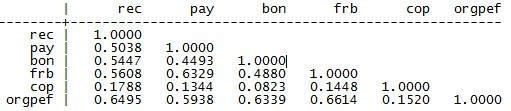 | rec pay bon frb cop orgpef
rec | 1.0000
pay | 0.5038 1.0000
bon | 0.5447 0.4493 1.0000
frb | 0.5608 0.6329 0.4880 1.0000
cop | 0.1788 0.1344 0.0823 0.1448 1.0000
orgpef | 0.6495 0.5938 0.6339 0.6614 0.1520 1.0000